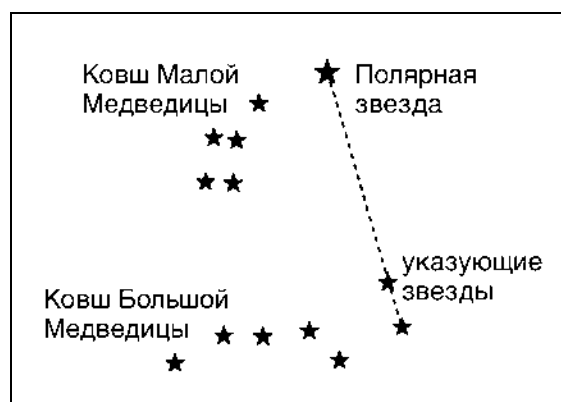 Ковш Малой
Медведицы
Полярная
звезда
указующие
звезды
Ковш Большой
Медведицы